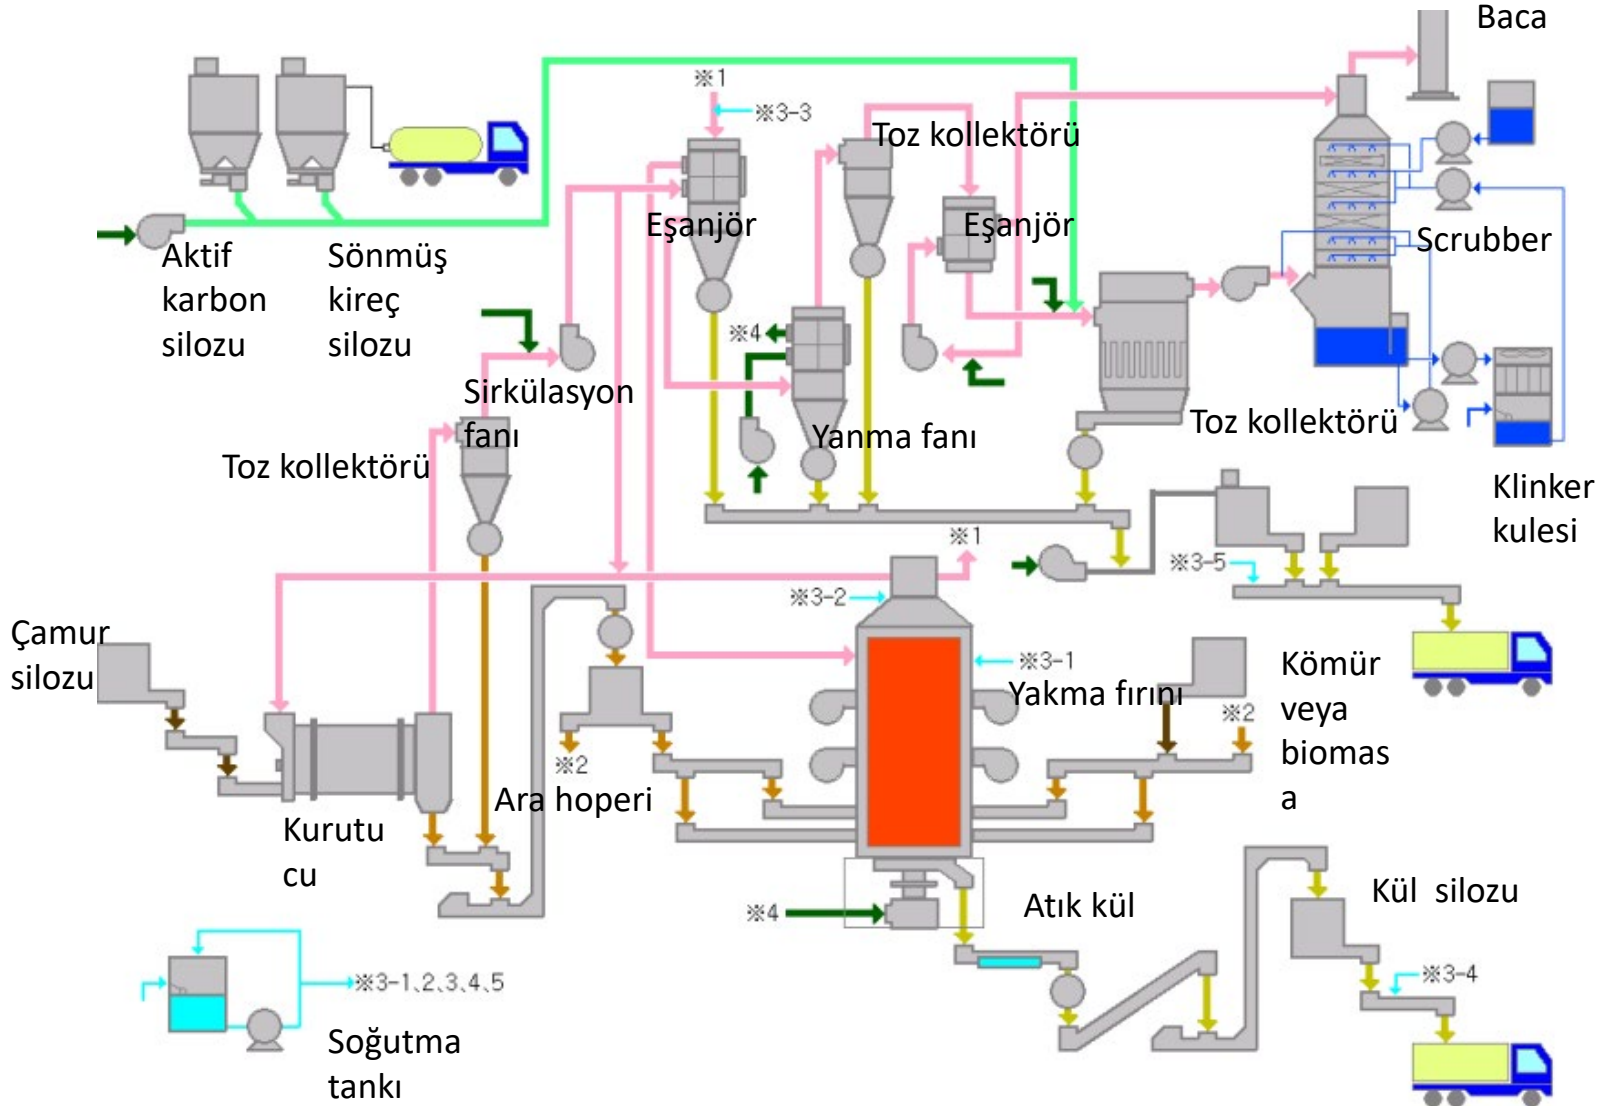 Baca
※1
※3-3
Toz kollektörü
Eşanjör
Eşanjör
Scrubber
Aktif
karbon
silozu
Sönmüş
kireç
silozu
※4
Sirkülasyon
fanı
Yanma fanı
Toz kollektörü
Toz kollektörü
Klinker
kulesi
※1
※3-5
※3-2
Çamur
silozu
※3-1
Yakma fırını
Kömür
veya
biomas
a
※2
※2
Ara hoperi
Kurutu
cu
※4
Atık kül
Kül silozu
※3-4
※3-1、2、3、4、5
Soğutma
tankı